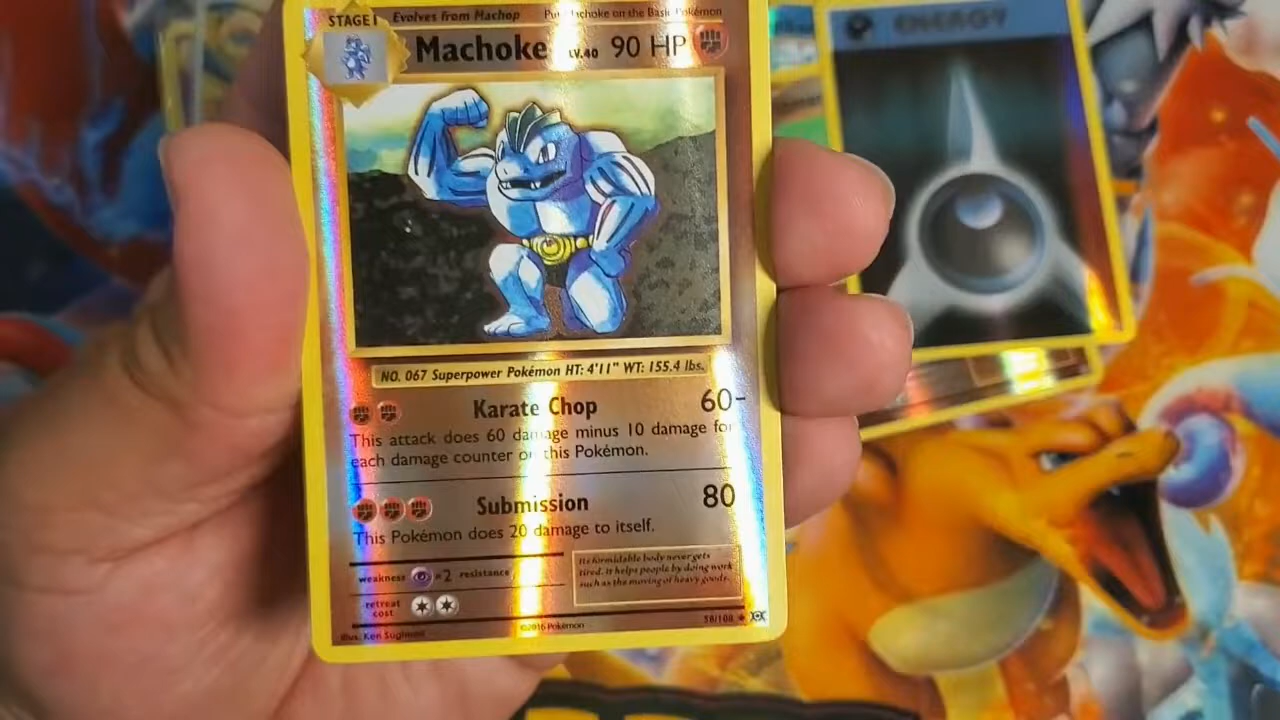 STAGE 1 Evolves from Machop Put Machoke on the Basic Pokémon
Machoke LV.40 90 HP
ENERGY
NO. 067 Superpower Pokémon HT: 4'11" WT: 155.4 lbs.
Karate Chop 60-
This attack does 60 damage minus 10 damage for
each damage counter on this Pokémon.
Submission 80
This Pokémon does 20 damage to itself.
weakness ×2 resistance
Its formidable body never gets
tired. It helps people by doing work
such as the moving of heavy goods.
retreat
cost
Illus. Ken Sugimori ©2016 Pokémon 58/108